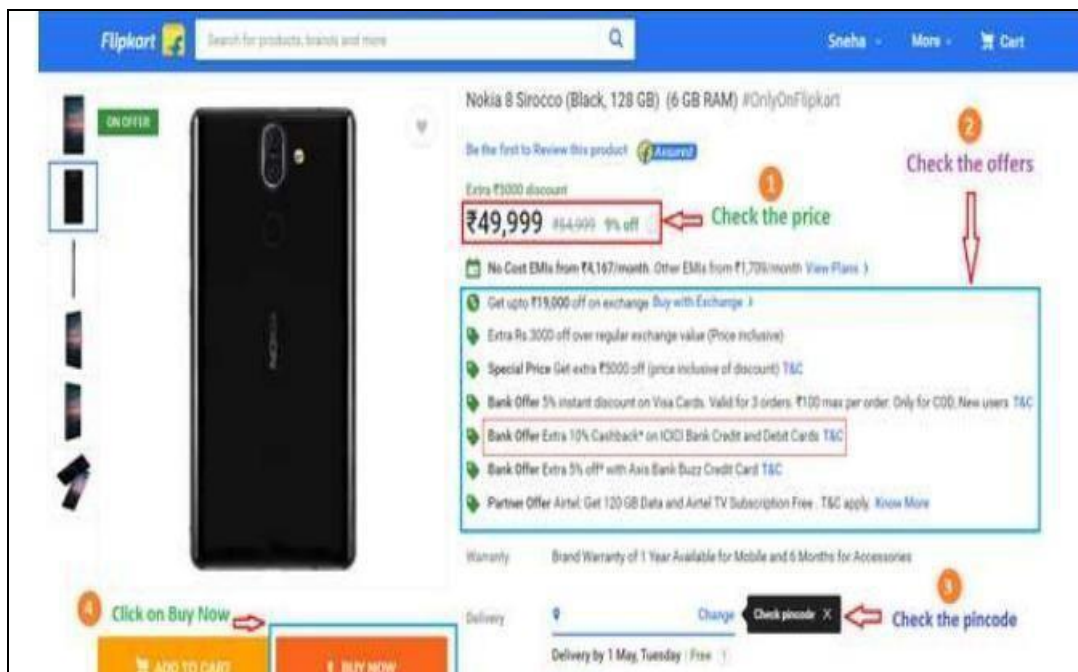 Flipkart
Search for products, brands and more
Sneha
More
Cart
ON OFFER
NOKIA
Nokia 8 Sirocco (Black, 128 GB) (6 GB RAM) #OnlyOnFlipkart
Be the first to Review this product
Assured
Extra ₹5000 discount
₹49,999 ₹54,999 9% off
1
Check the price
2
Check the offers
No Cost EMIs from ₹4,167/month. Other EMIs from ₹1,709/month View Plans >
Get upto ₹19,000 off on exchange Buy with Exchange >
Extra Rs.3000 off over regular exchange value (Price inclusive)
Special Price Get extra ₹5000 off (price inclusive of discount) T&C
Bank Offer 5% instant discount on Visa Cards. Valid for 3 orders. ₹100 max per order. Only for COD, New users T&C
Bank Offer Extra 10% Cashback* on ICICI Bank Credit and Debit Cards T&C
Bank Offer Extra 5% off* with Axis Bank Buzz Credit Card T&C
Partner Offer Airtel: Get 120 GB Data and Airtel TV Subscription Free . T&C apply. Know More
Warranty
Brand Warranty of 1 Year Available for Mobile and 6 Months for Accessories
Delivery
Change
Check pincode X
3
Check the pincode
Delivery by 1 May, Tuesday | Free
4
Click on Buy Now
ADD TO CART
BUY NOW